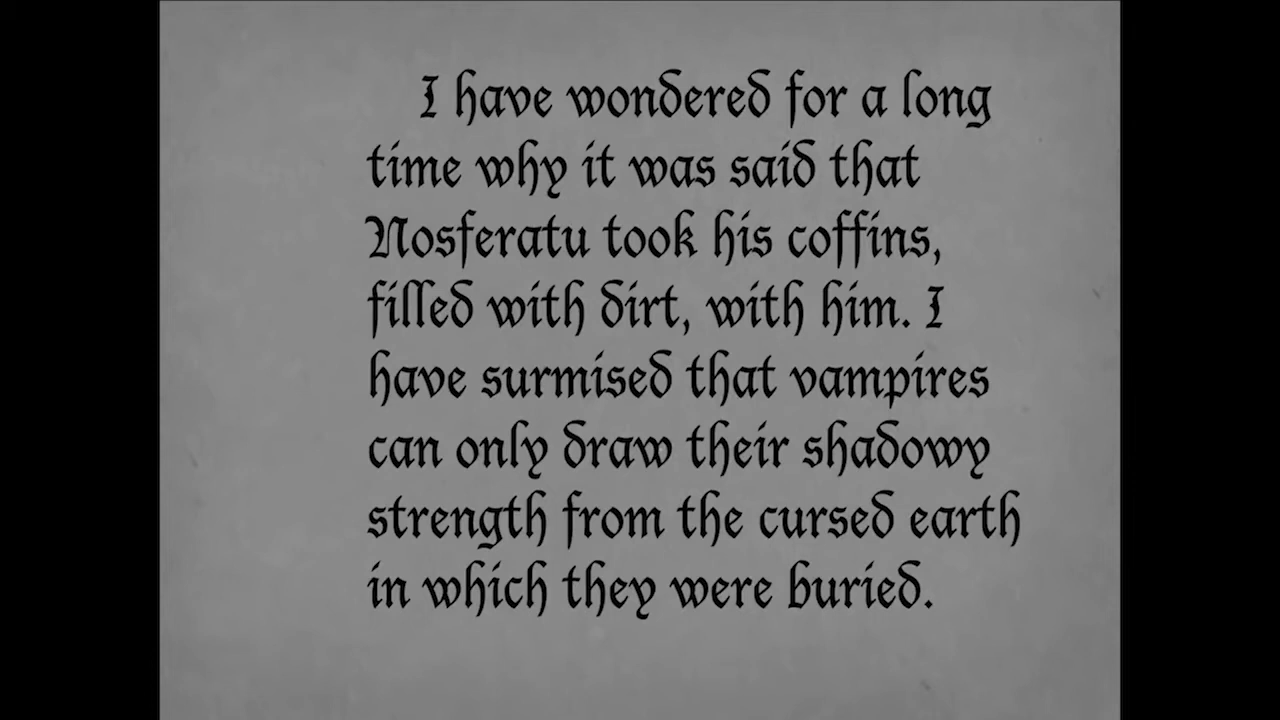 I have wondered for a long
time why it was said that
Nosferatu took his coffins,
filled with dirt, with him. I
have surmised that vampires
can only draw their shadowy
strength from the cursed earth
in which they were buried.